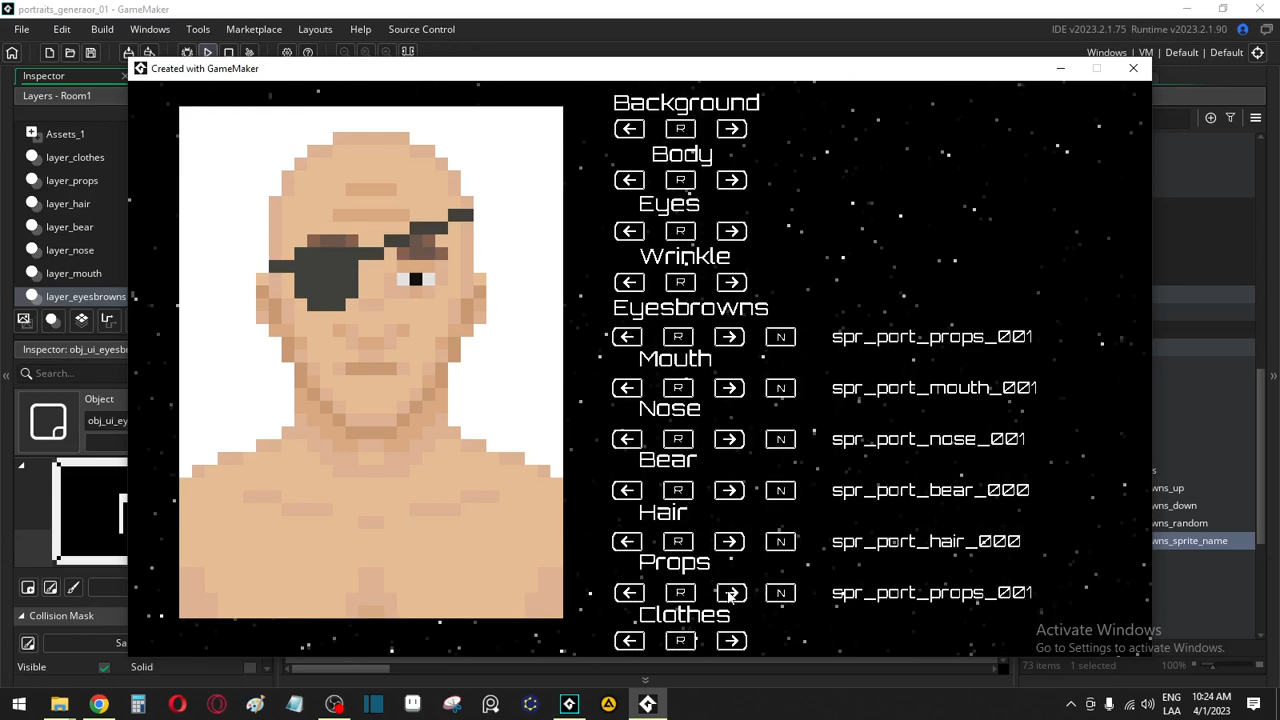 portraits_generaor_01 - GameMaker
File Edit Build Windows Tools Marketplace Layouts Help Source Control
IDE v2023.2.1.75 Runtime v2023.2.1.90
Windows | VM | Default | Default
Inspector
Created with GameMaker
Layers - Room1
Assets_1
layer_clothes
layer_props
layer_hair
layer_bear
layer_nose
layer_mouth
layer_eyesbrowns
Inspector: obj_ui_eyesb
Search...
Object
obj_ui_ey
Collision Mask
Sa
Visible Solid
Background
R
Body
R
Eyes
R
Wrinkle
R
Eyesbrowns
R N spr_port_props_001
Mouth
R N spr_port_mouth_001
Nose
R N spr_port_nose_001
Bear
R N spr_port_bear_000
Hair
R N spr_port_hair_000
Props
R N spr_port_props_001
Clothes
R
s
wns_up
wns_down
wns_random
wns_sprite_name
Activate Windows
Go to Settings to activate Windows.
73 items 1 selected 100%
ENG
LAA
10:24 AM
4/1/2023